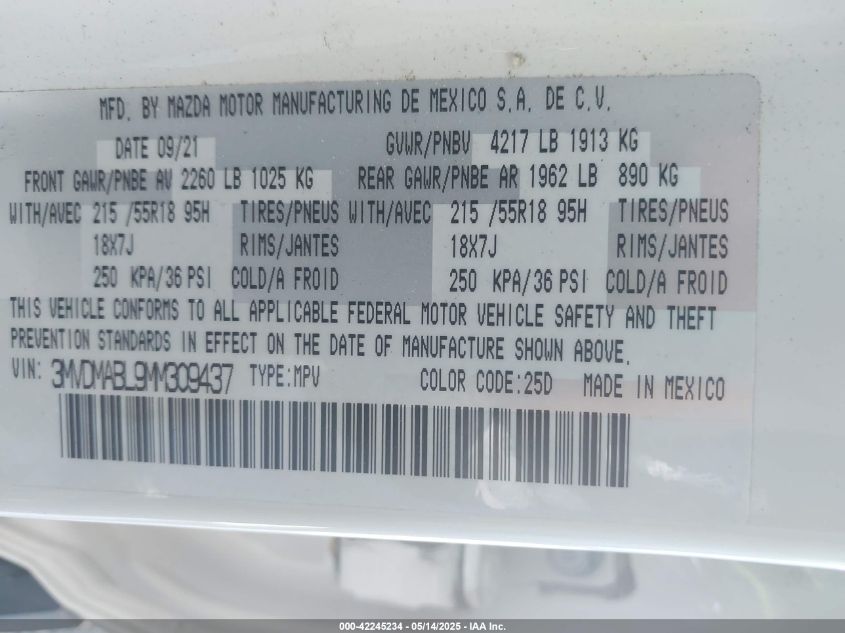 MFD. BY MAZDA MOTOR MANUFACTURING DE MEXICO S.A. DE C.V.
DATE 09/21 GVWR/PNBV 4217 LB 1913 KG
FRONT GAWR/PNBE AV 2260 LB 1025 KG REAR GAWR/PNBE AR 1962 LB 890 KG
WITH/AVEC 215 /55R18 95H TIRES/PNEUS WITH/AVEC 215 /55R18 95H TIRES/PNEUS
18X7J RIMS/JANTES 18X7J RIMS/JANTES
250 KPA/36 PSI COLD/A FROID 250 KPA/36 PSI COLD/A FROID
THIS VEHICLE CONFORMS TO ALL APPLICABLE FEDERAL MOTOR VEHICLE SAFETY AND THEFT
PREVENTION STANDARDS IN EFFECT ON THE DATE OF MANUFACTURE SHOWN ABOVE.
VIN: 3MVDMABL9MM309437 TYPE:MPV COLOR CODE:25D MADE IN MEXICO
000-42245234 - 05/14/2025 - IAA Inc.